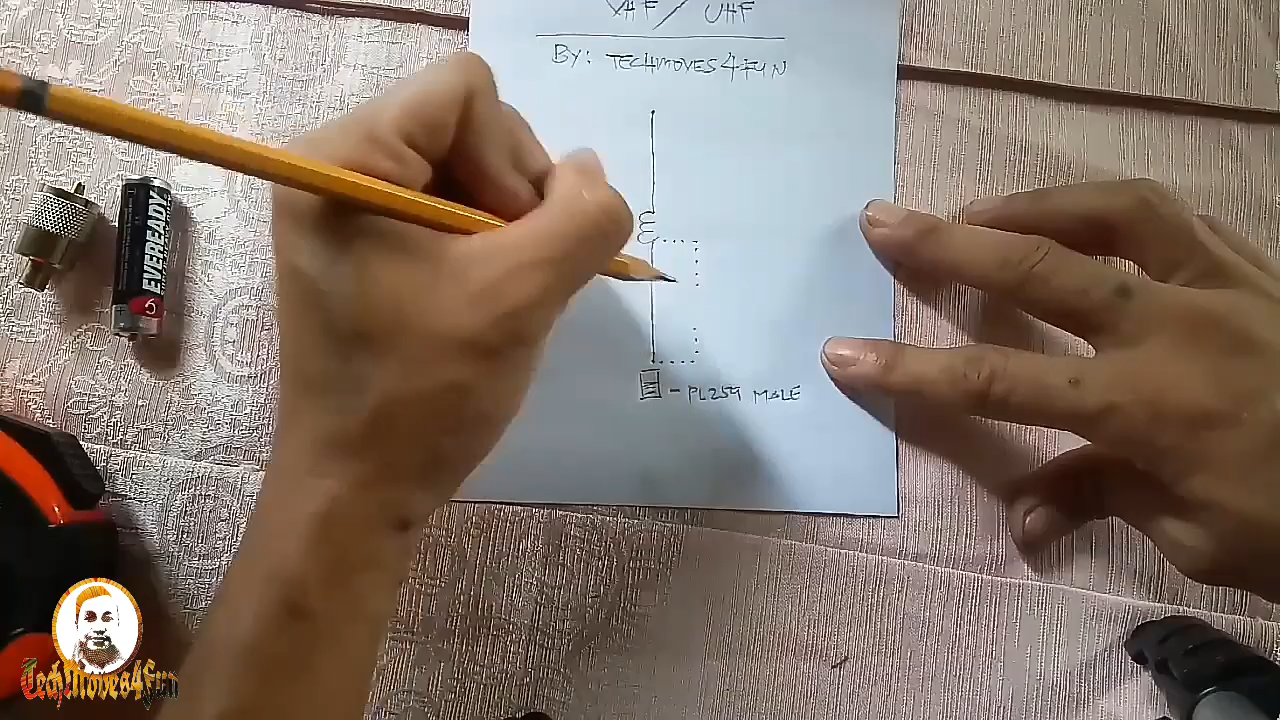 VHF / UHF
BY: TECHMOVES4FUN
- PL259 MALE
EVEREADY
TechMoves4Fun